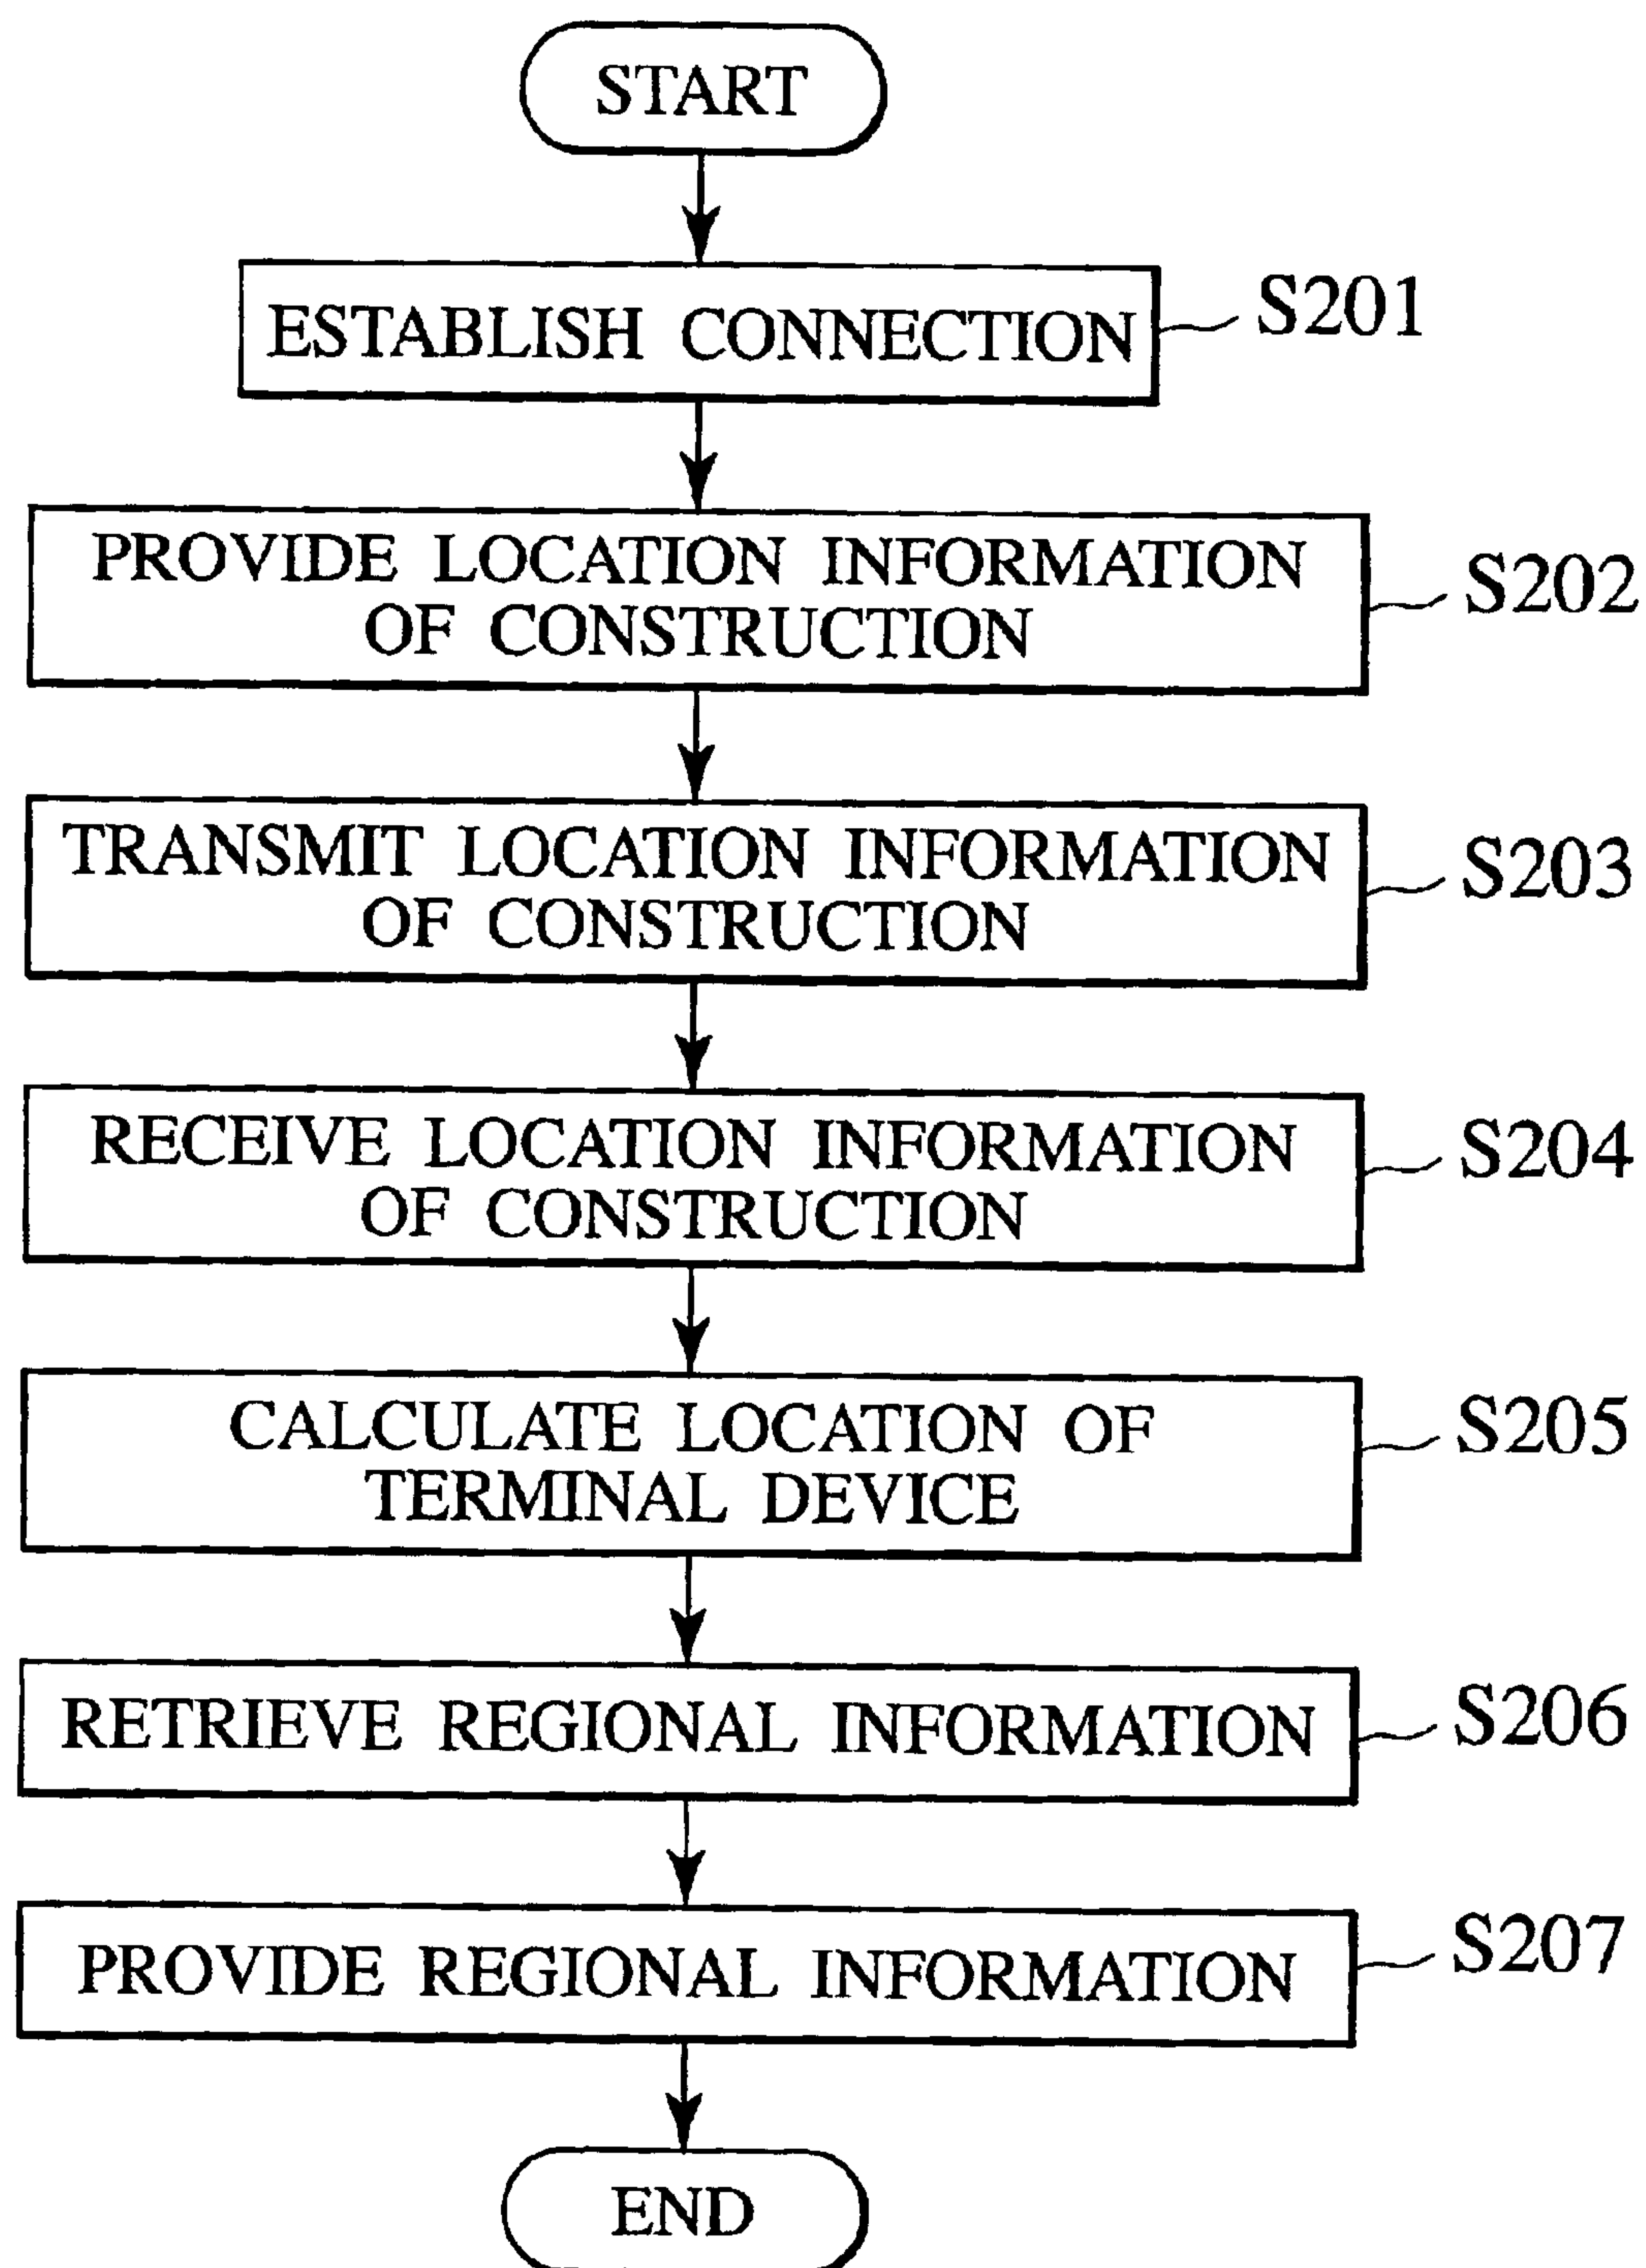 START
ESTABLISH CONNECTION
S201
PROVIDE LOCATION INFORMATION
OF CONSTRUCTION
S202
TRANSMIT LOCATION INFORMATION
OF CONSTRUCTION
S203
RECEIVE LOCATION INFORMATION
OF CONSTRUCTION
S204
CALCULATE LOCATION OF
TERMINAL DEVICE
S205
RETRIEVE REGIONAL INFORMATION
S206
PROVIDE REGIONAL INFORMATION
S207
END